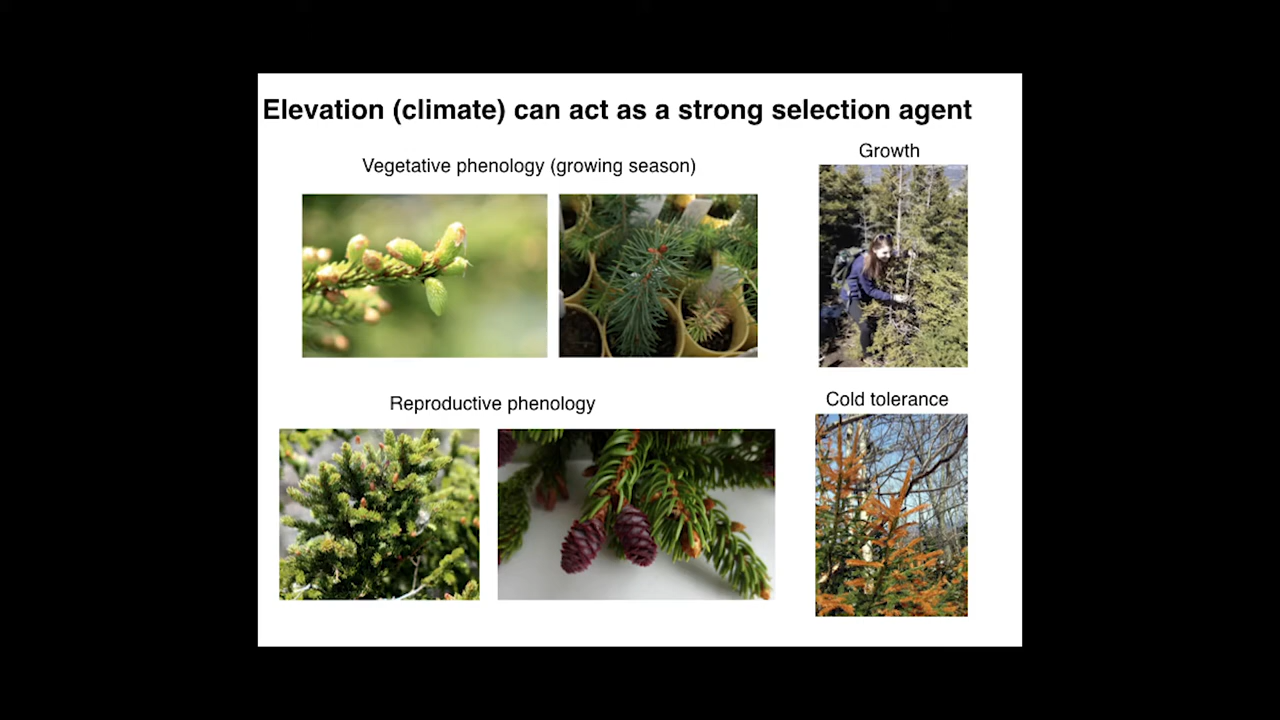 Elevation (climate) can act as a strong selection agent
Vegetative phenology (growing season)
Growth
Reproductive phenology
Cold tolerance